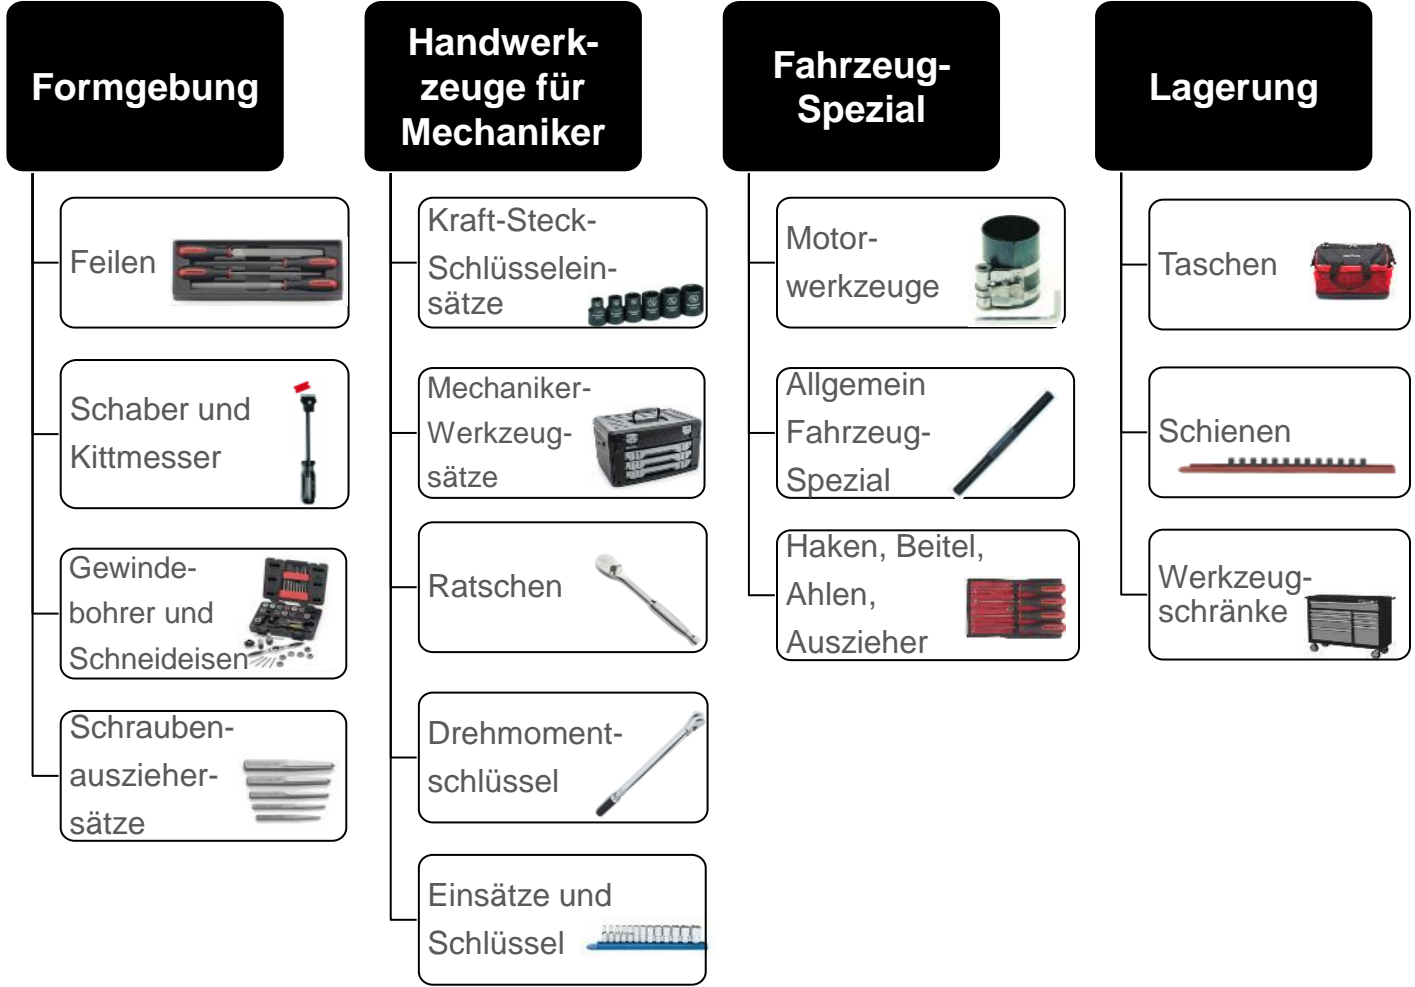 Formgebung
Feilen
Schaber und
Kittmesser
Gewinde-
bohrer und
Schneideisen
Schrauben-
auszieher-
sätze
Handwerk-
zeuge für
Mechaniker
Kraft-Steck-
Schlüsselein-
sätze
Mechaniker-
Werkzeug-
sätze
Ratschen
Drehmoment-
schlüssel
Einsätze und
Schlüssel
Fahrzeug-
Spezial
Motor-
werkzeuge
Allgemein
Fahrzeug-
Spezial
Haken, Beitel,
Ahlen,
Auszieher
Lagerung
Taschen
Schienen
Werkzeug-
schränke